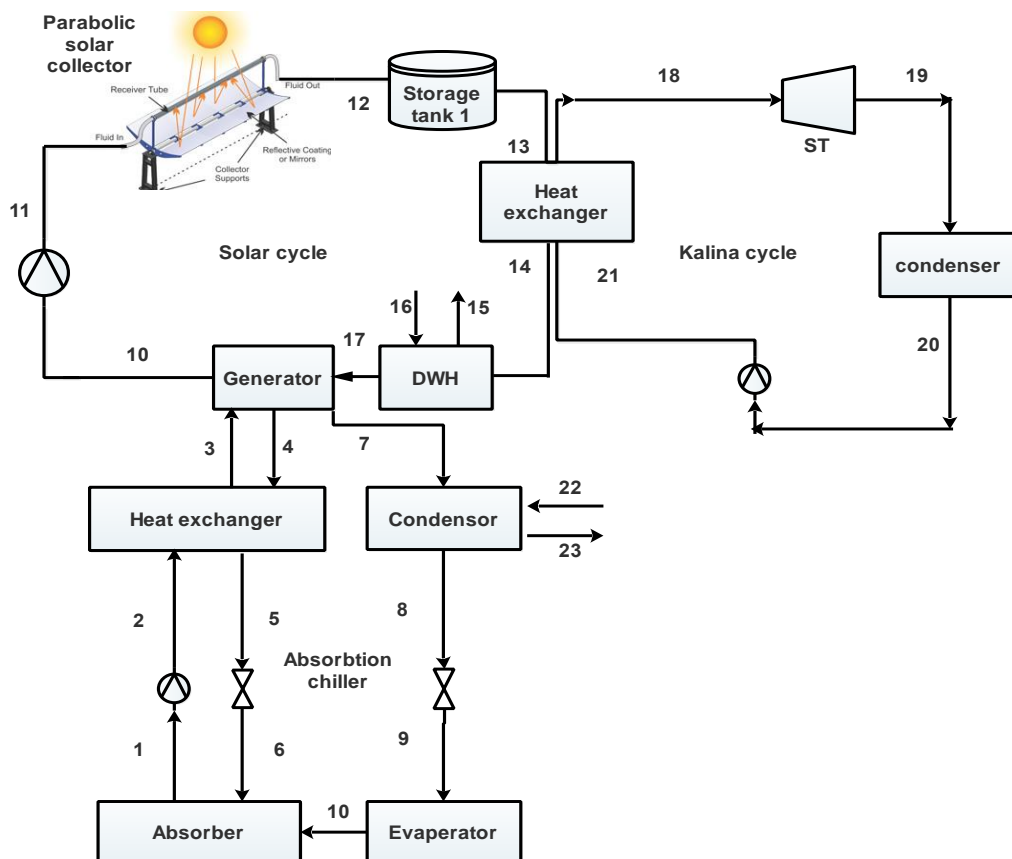 Parabolic
solar
collector
Receiver Tube
Fluid Out
Fluid In
Reflective Coating
or Mirrors
Collector
Supports
12
Storage
tank 1
18
19
ST
13
Heat
exchanger
11
Solar cycle
14
21
Kalina cycle
condenser
16
15
17
10
Generator
DWH
20
3
4
7
Heat exchanger
Condensor
22
23
2
5
8
Absorbtion
chiller
1
6
9
10
Absorber
Evaperator